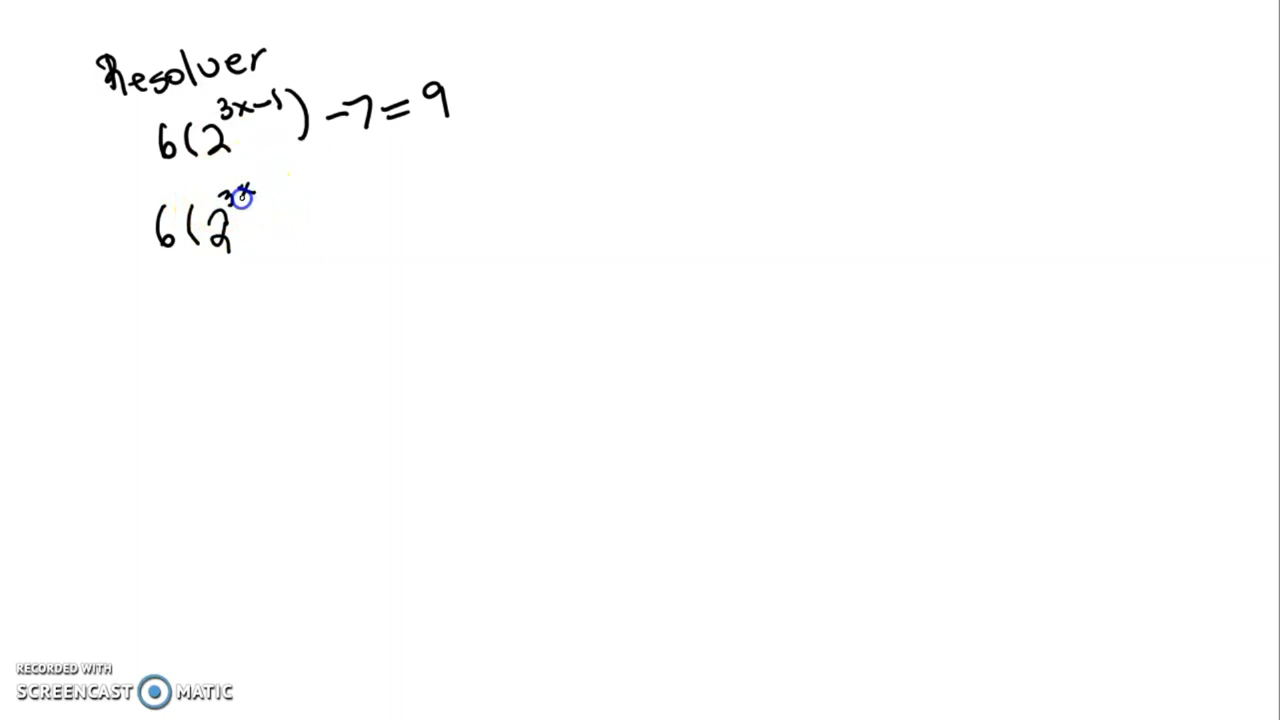 Resolver
6(2^{3x-1}) -7 = 9
6(2^{3x}
RECORDED WITH
SCREENCAST MATIC